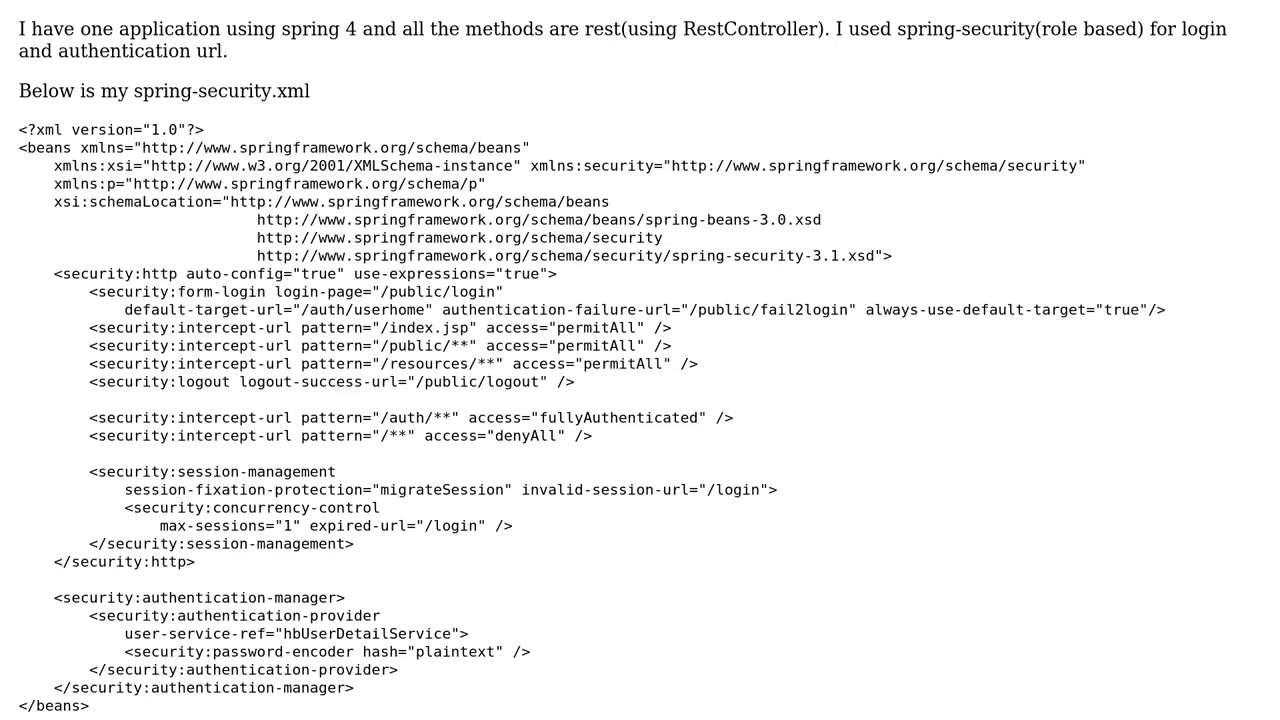 I have one application using spring 4 and all the methods are rest(using RestController). I used spring-security(role based) for login
and authentication url.
Below is my spring-security.xml
<?xml version="1.0"?>
<beans xmlns="http://www.springframework.org/schema/beans"
    xmlns:xsi="http://www.w3.org/2001/XMLSchema-instance" xmlns:security="http://www.springframework.org/schema/security"
    xmlns:p="http://www.springframework.org/schema/p"
    xsi:schemaLocation="http://www.springframework.org/schema/beans
                           http://www.springframework.org/schema/beans/spring-beans-3.0.xsd
                           http://www.springframework.org/schema/security
                           http://www.springframework.org/schema/security/spring-security-3.1.xsd">
    <security:http auto-config="true" use-expressions="true">
        <security:form-login login-page="/public/login"
            default-target-url="/auth/userhome" authentication-failure-url="/public/fail2login" always-use-default-target="true"/>
        <security:intercept-url pattern="/index.jsp" access="permitAll" />
        <security:intercept-url pattern="/public/**" access="permitAll" />
        <security:intercept-url pattern="/resources/**" access="permitAll" />
        <security:logout logout-success-url="/public/logout" />
        <security:intercept-url pattern="/auth/**" access="fullyAuthenticated" />
        <security:intercept-url pattern="/**" access="denyAll" />
        <security:session-management
            session-fixation-protection="migrateSession" invalid-session-url="/login">
            <security:concurrency-control
                max-sessions="1" expired-url="/login" />
        </security:session-management>
    </security:http>
    <security:authentication-manager>
        <security:authentication-provider
            user-service-ref="hbUserDetailService">
            <security:password-encoder hash="plaintext" />
        </security:authentication-provider>
    </security:authentication-manager>
</beans>